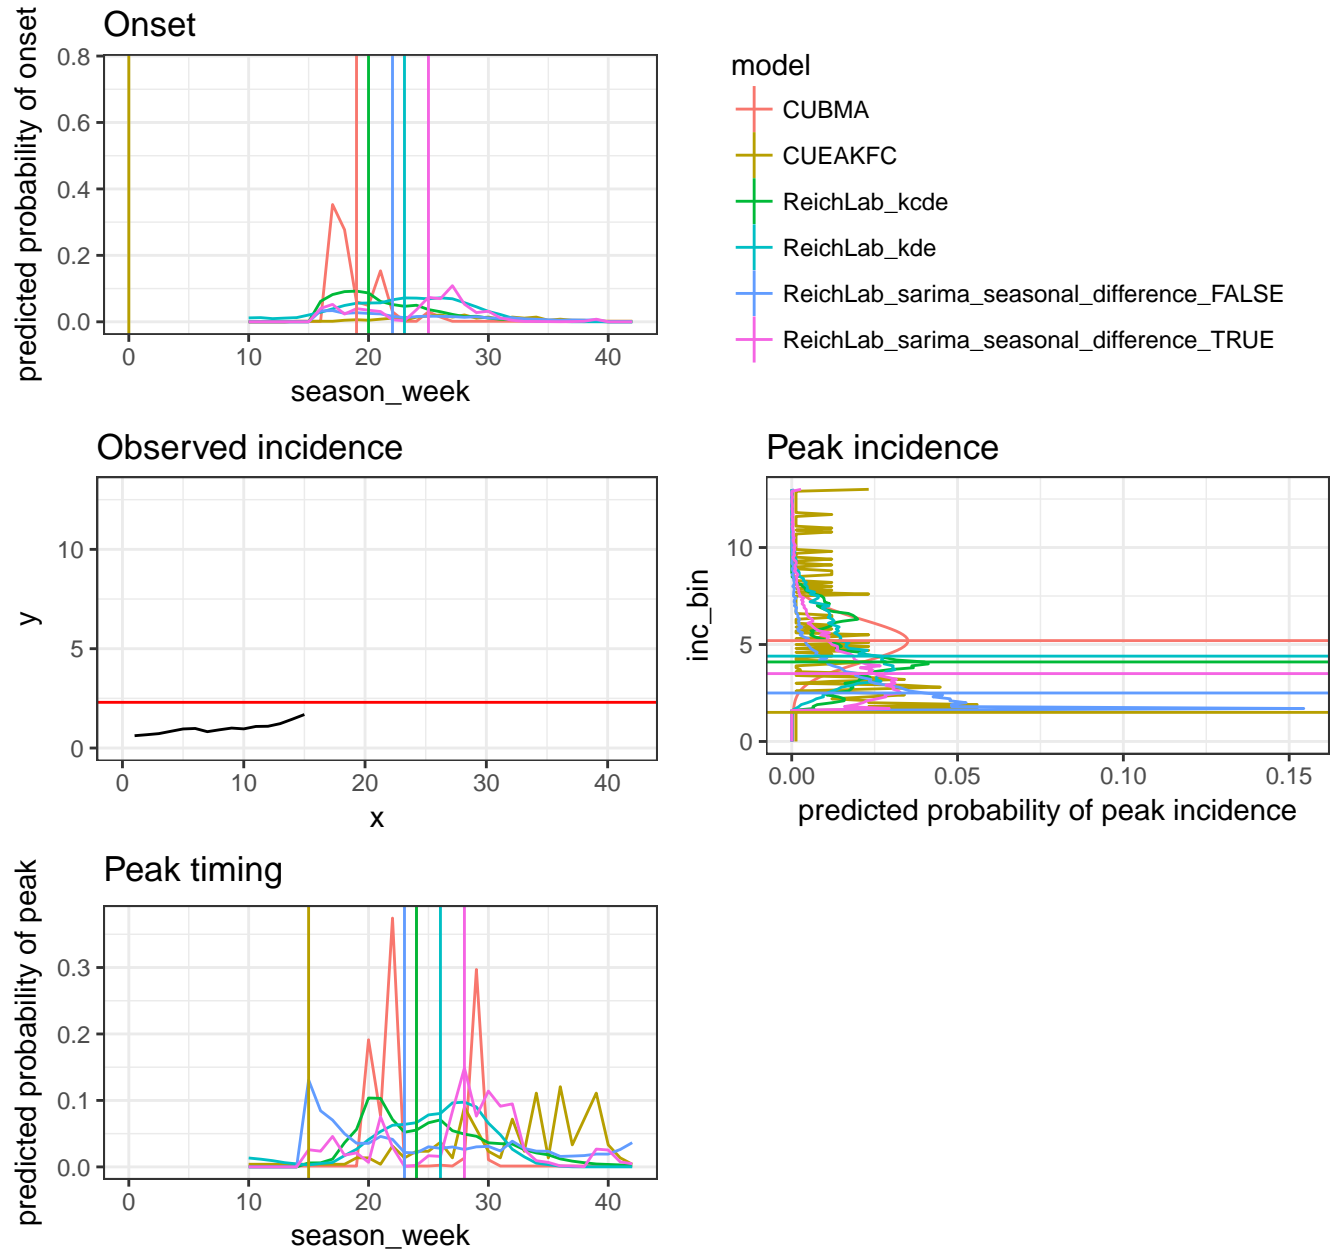 Onset
predicted probability of onset
0.8
0.6
0.4
0.2
0.0
0 10 20 30 40
season_week
model
CUBMA
CUEAKFC
ReichLab_kcde
ReichLab_kde
ReichLab_sarima_seasonal_difference_FALSE
ReichLab_sarima_seasonal_difference_TRUE
Observed incidence
y
10
5
0
0 10 20 30 40
x
Peak incidence
inc_bin
10
5
0
0.00 0.05 0.10 0.15
predicted probability of peak incidence
Peak timing
predicted probability of peak
0.3
0.2
0.1
0.0
0 10 20 30 40
season_week